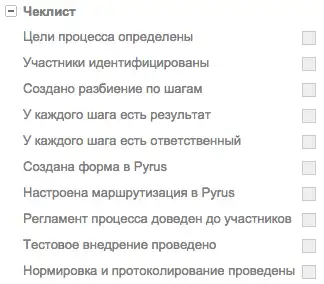 Чеклист
Цели процесса определены
Участники идентифицированы
Создано разбиение по шагам
У каждого шага есть результат
У каждого шага есть ответственный
Создана форма в Pyrus
Настроена маршрутизация в Pyrus
Регламент процесса доведен до участников
Тестовое внедрение проведено
Нормировка и протоколирование проведены